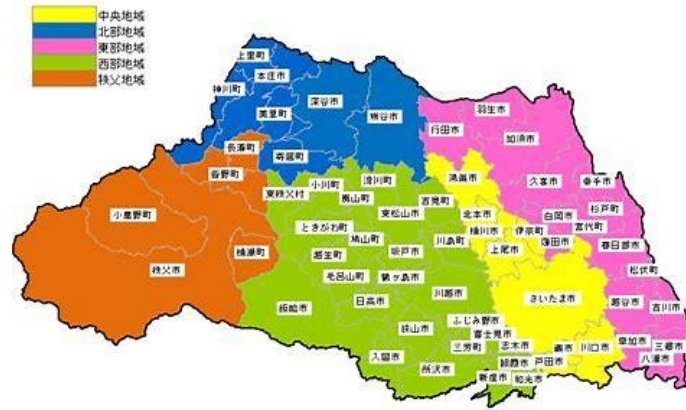 中央地域
北部地域
東部地域
西部地域
秩父地域
上里町
本庄市
神川町
美里町
深谷市
熊谷市
長瀞町
寄居町
皆野町
小鹿野町
秩父市
横瀬町
行田市
羽生市
加須市
鴻巣市
久喜市
幸手市
東秩父村
小川町
滑川町
嵐山町
吉見町
東松山市
北本市
白岡市
杉戸町
宮代町
ときがわ町
鳩山町
川島町
桶川市
伊奈町
蓮田市
春日部市
越生町
坂戸市
上尾市
松伏町
毛呂山町
鶴ヶ島市
飯能市
日高市
川越市
さいたま市
越谷市
吉川市
狭山市
ふじみ野市
富士見市
三芳町
志木市
蕨市
川口市
草加市
三郷市
八潮市
入間市
所沢市
朝霞市
戸田市
新座市
和光市